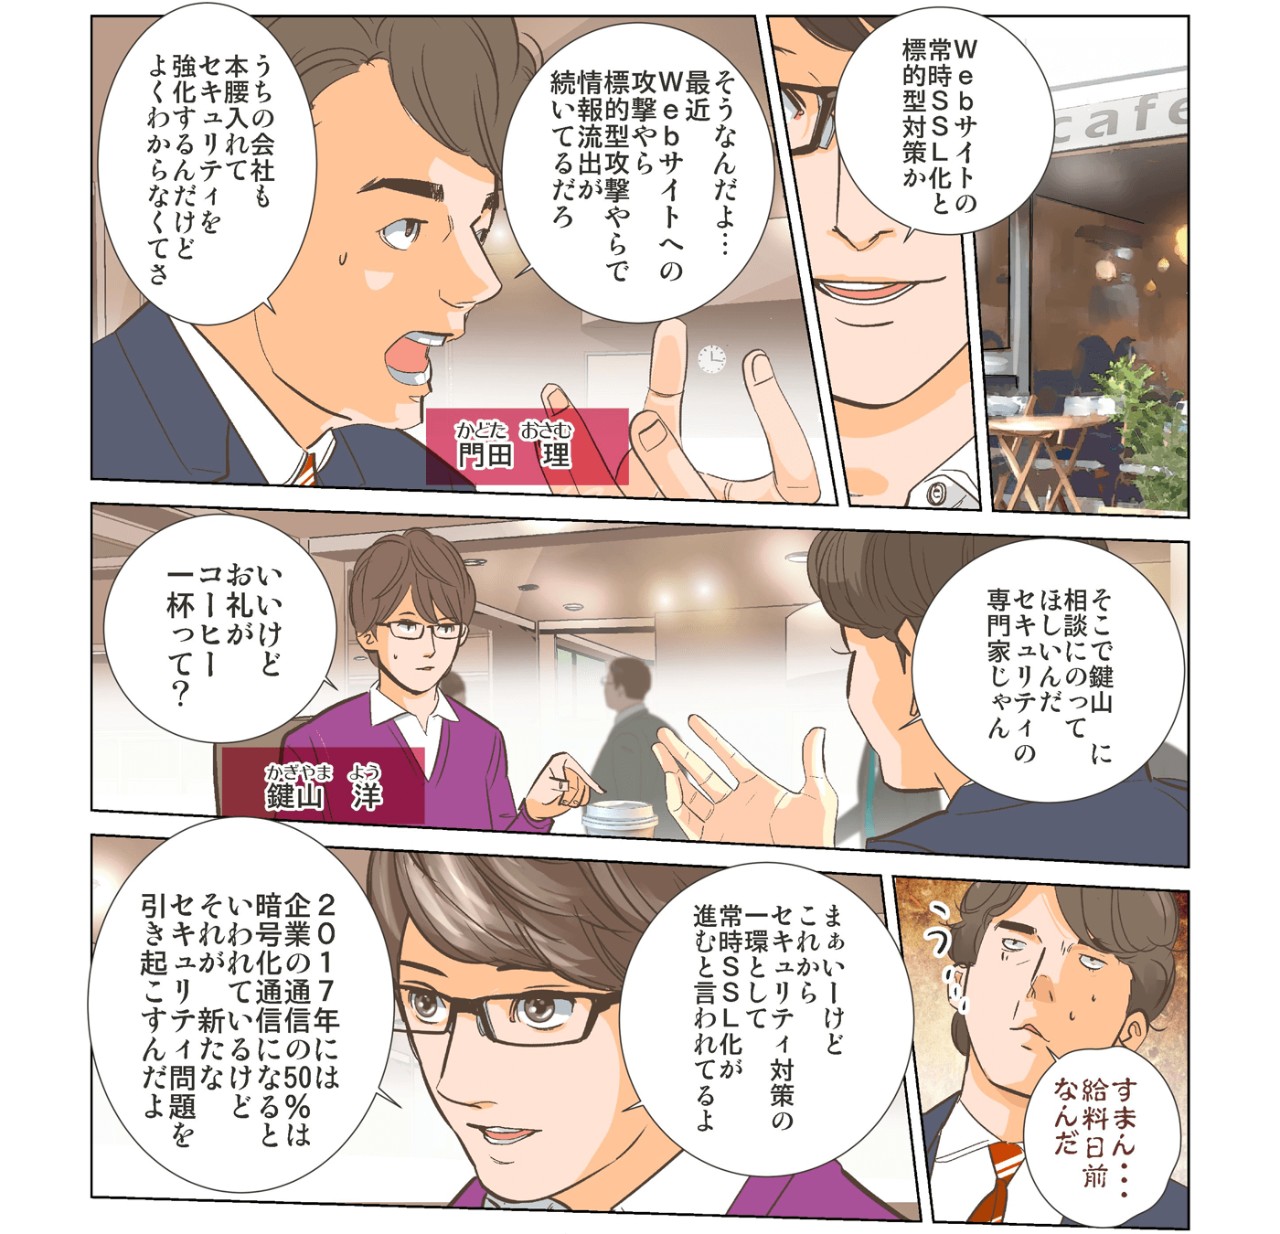 cafe
Webサイトの
常時SSL化と
標的型対策か
そうなんだよ…
最近
Webサイトへの
攻撃やら
標的型攻撃やらで
情報流出が
続いてるだろ
うちの会社も
本腰入れて
セキュリティを
強化するんだけど
よくわからなくてさ
かどた おさむ
門田 理
そこで鍵山 に
相談にのって
ほしいんだ
セキュリティの
専門家じゃん
いいけど
お礼が
コーヒー
一杯って？
かぎやま よう
鍵山 洋
すまん・・・
給料日前
なんだ
まぁいーけど
これから
セキュリティ対策の
一環として
常時SSL化が
進むと言われてるよ
2017年には
企業の通信の50％は
暗号化通信になると
いわれているけど
それが 新たな
セキュリティ問題を
引き起こすんだよ